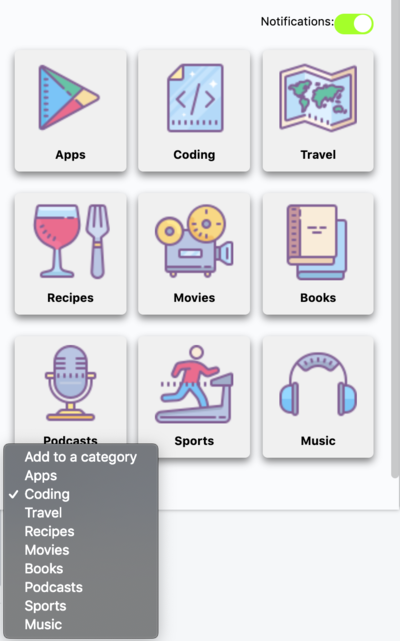 Notifications:
Apps
Coding
Travel
Recipes
Movies
Books
Podcasts
Sports
Music
Add to a category
Apps
✓ Coding
Travel
Recipes
Movies
Books
Podcasts
Sports
Music